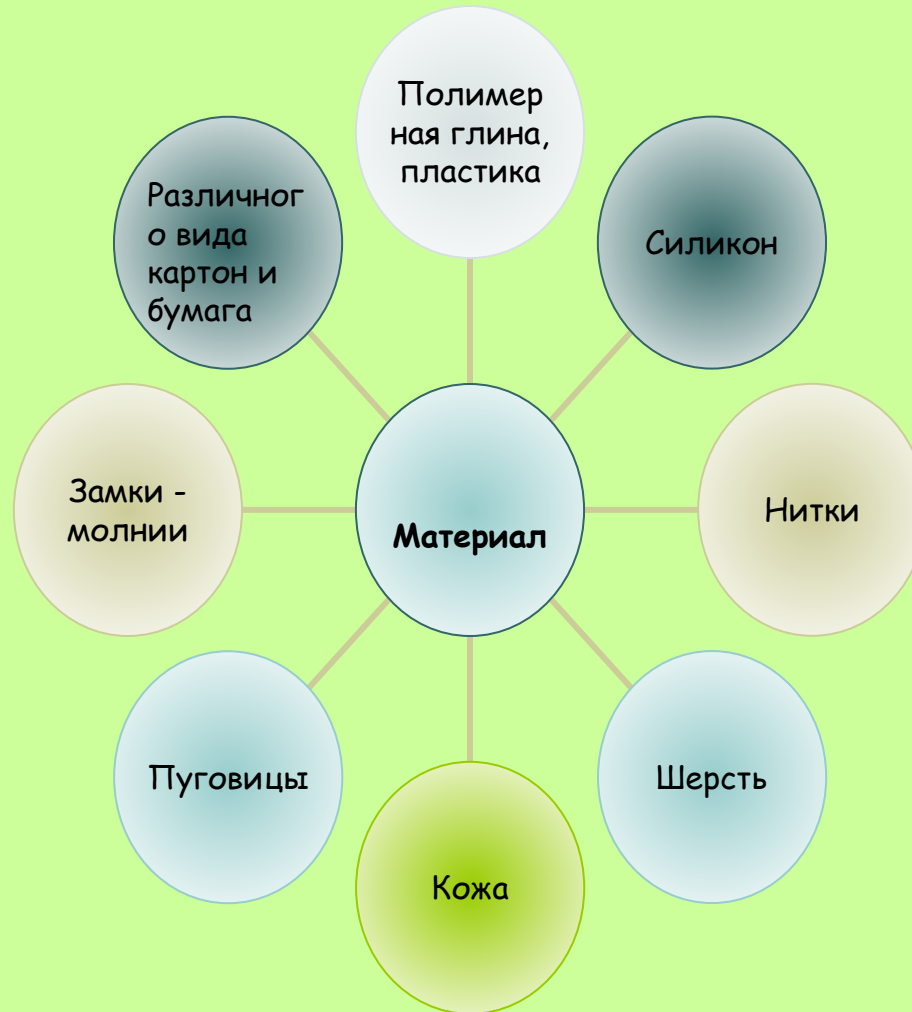 Полимер
ная глина,
пластика
Различног
о вида
картон и
бумага
Силикон
Замки -
молнии
Материал
Нитки
Пуговицы
Шерсть
Кожа